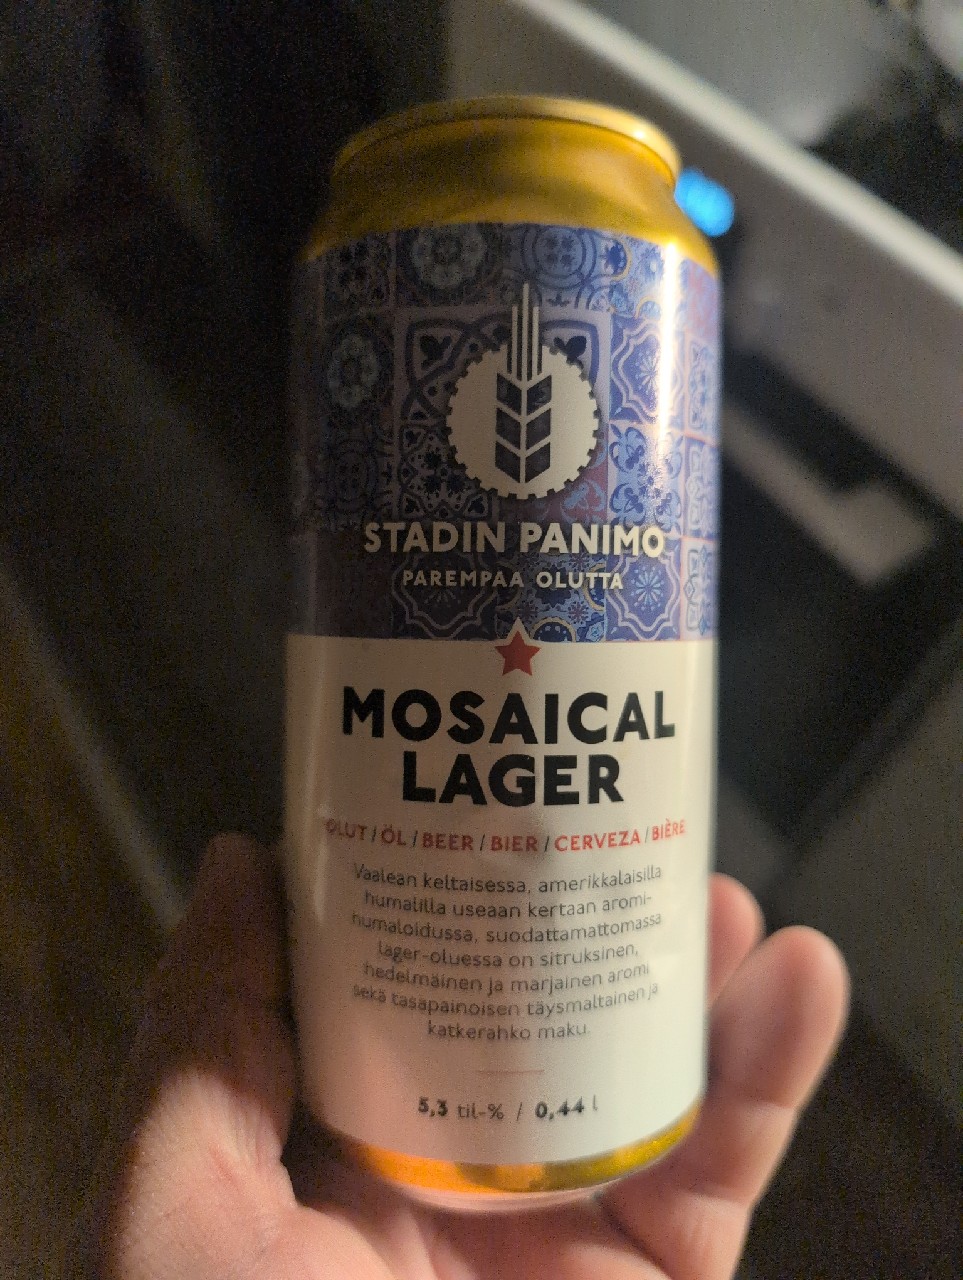 STADIN PANIMO
PAREMPAA OLUTTA
MOSAICAL
LAGER
OLUT / ÖL / BEER / BIER / CERVEZA / BIÈRE
Vaalean keltaisessa, amerikkalaisilla
humalilla useaan kertaan aromi-
humaloidussa, suodattamattomassa
lager-oluessa on sitruksinen,
hedelmäinen ja marjainen aromi
sekä tasapainoisen täysmaltainen ja
katkerahko maku.
5,3 til-% / 0,44 l